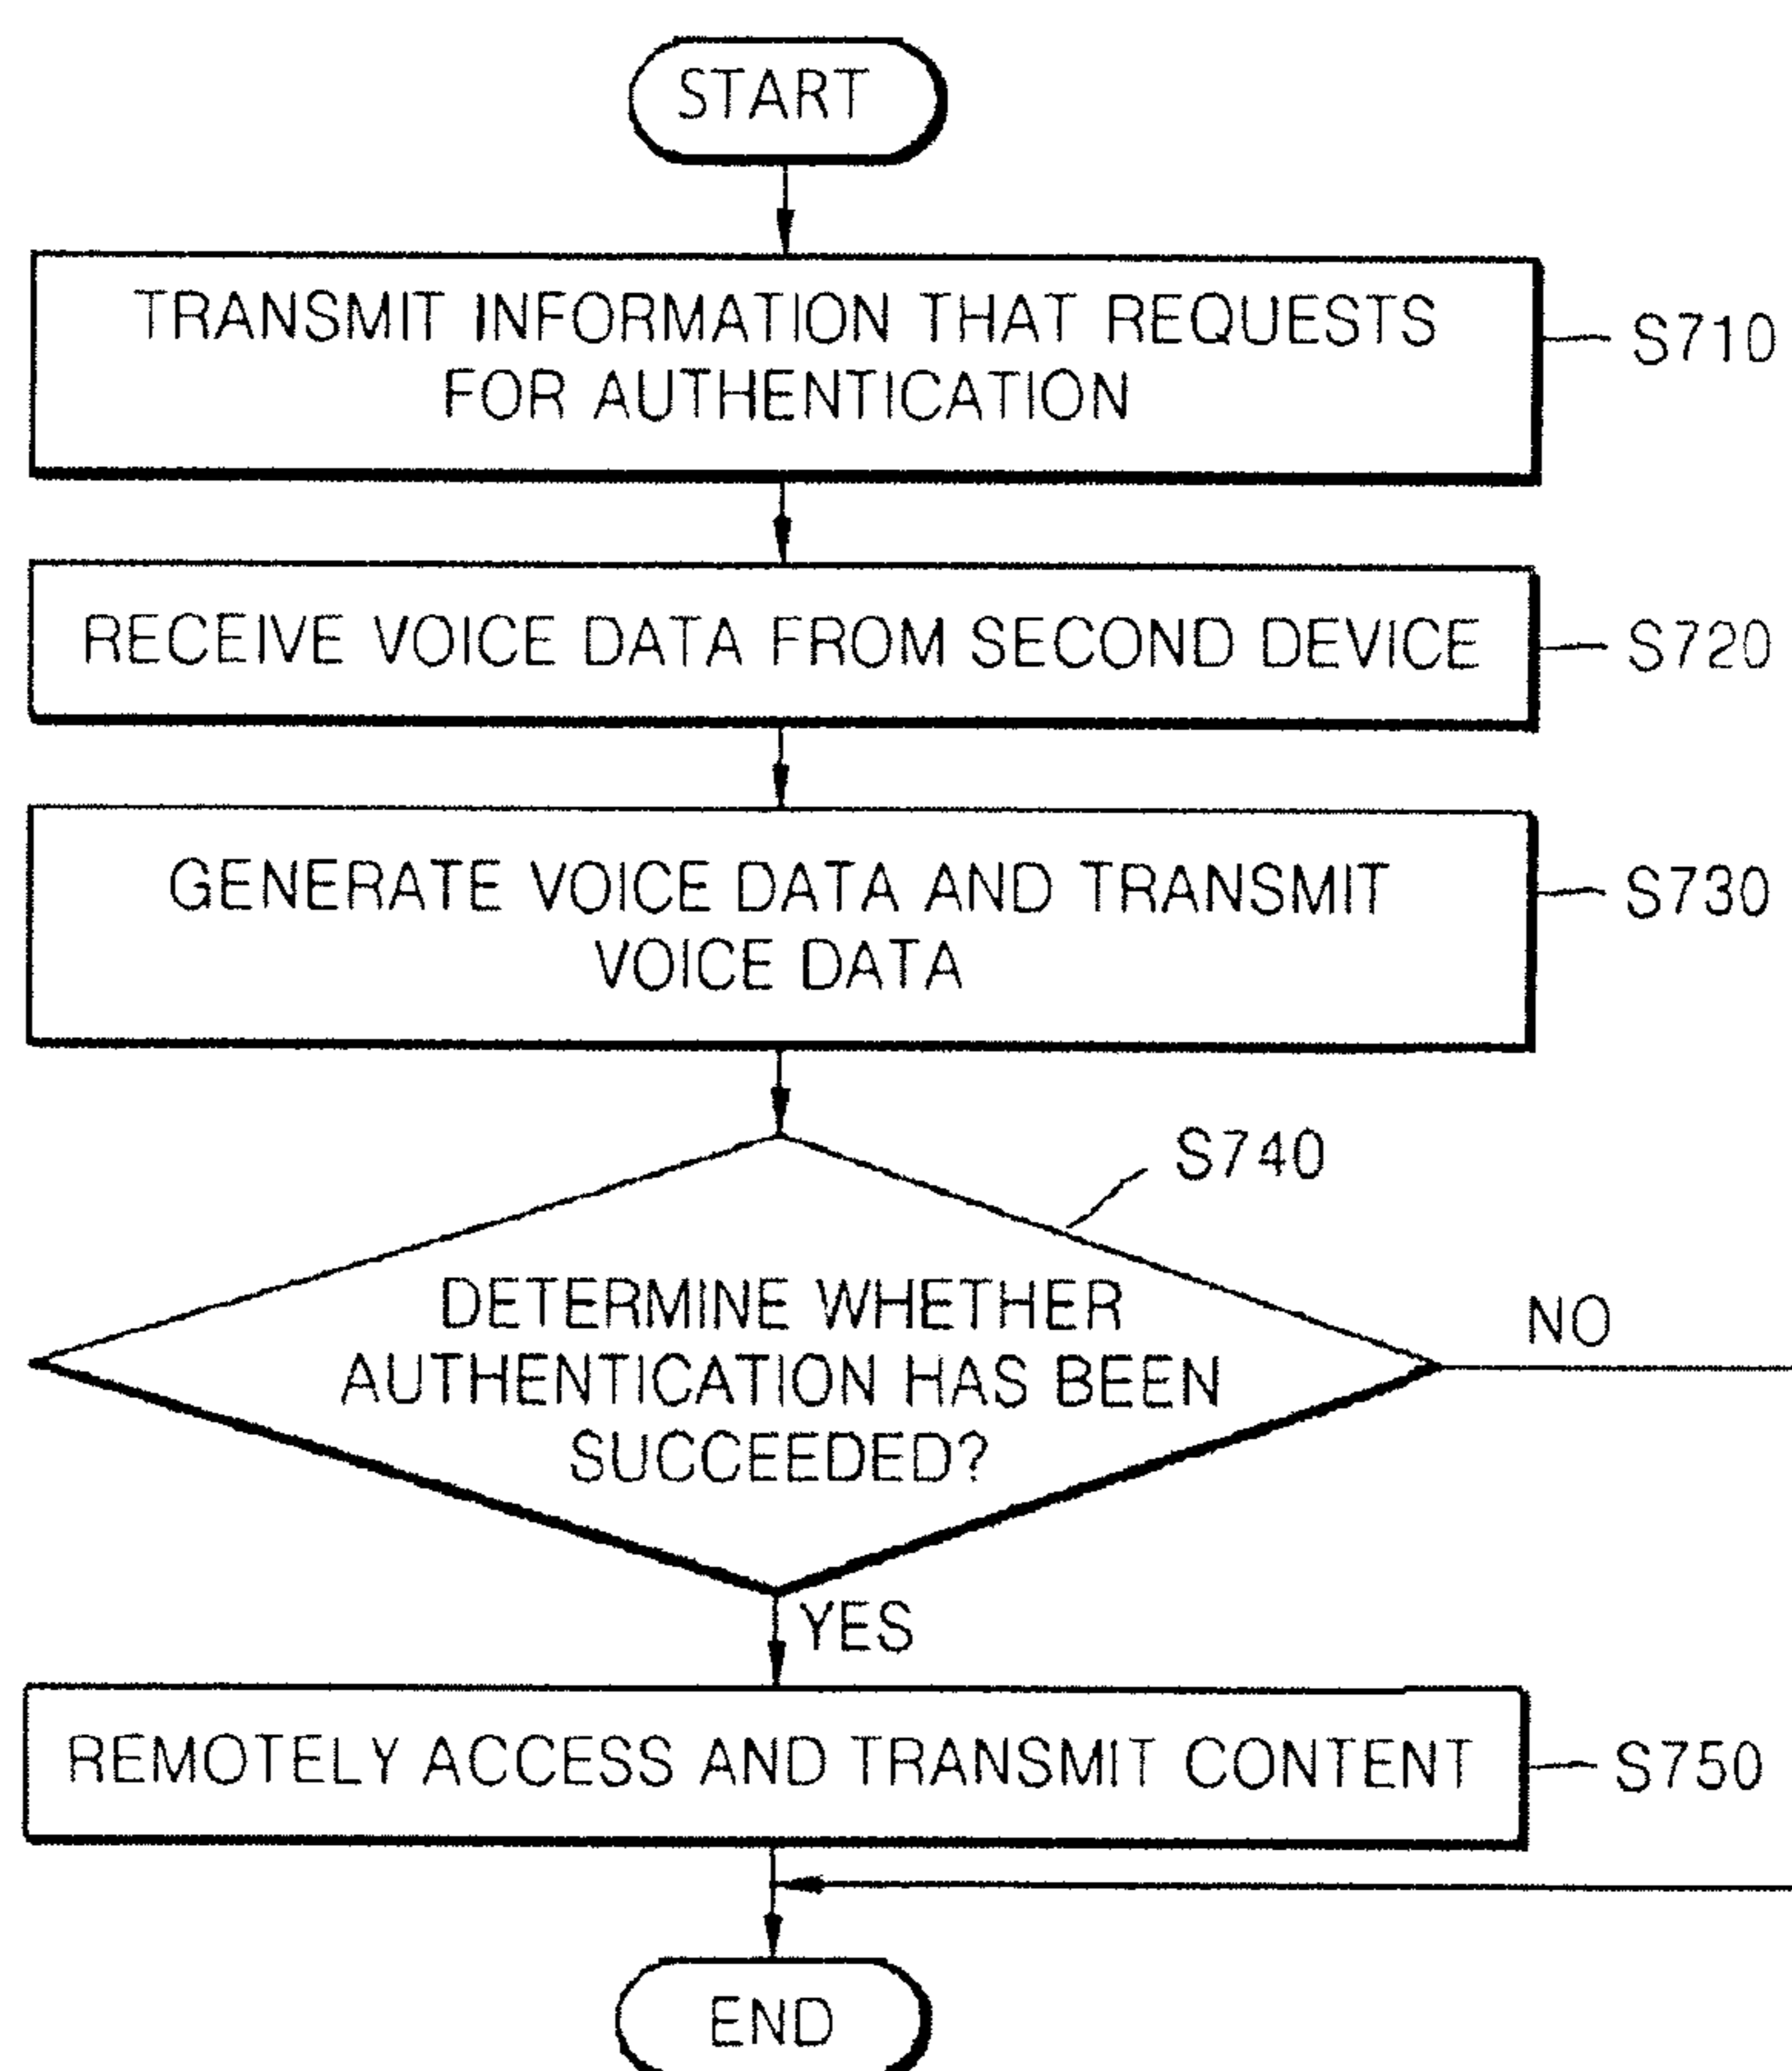 START
TRANSMIT INFORMATION THAT REQUESTS
FOR AUTHENTICATION
S710
RECEIVE VOICE DATA FROM SECOND DEVICE
S720
GENERATE VOICE DATA AND TRANSMIT
VOICE DATA
S730
S740
DETERMINE WHETHER
AUTHENTICATION HAS BEEN
SUCCEEDED?
NO
YES
REMOTELY ACCESS AND TRANSMIT CONTENT
S750
END